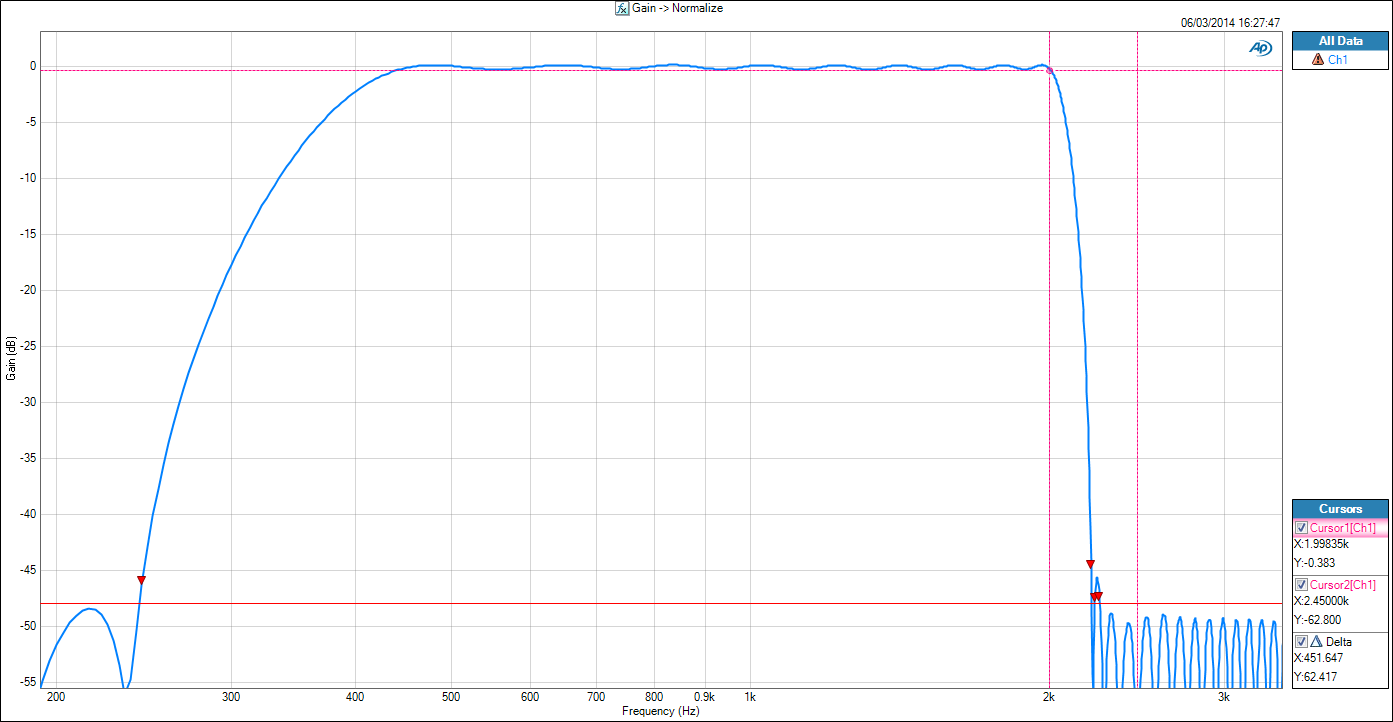 Gain -> Normalize
06/03/2014 16:27:47
AP
All Data
Ch1
0
-5
-10
-15
-20
-25
-30
-35
-40
-45
-50
-55
Gain (dB)
200
300
400
500
600
700
800
0.9k
1k
2k
3k
Frequency (Hz)
Cursors
Cursor1[Ch1]
X:1.99835k
Y:-0.383
Cursor2[Ch1]
X:2.45000k
Y:-62.800
Delta
X:451.647
Y:62.417